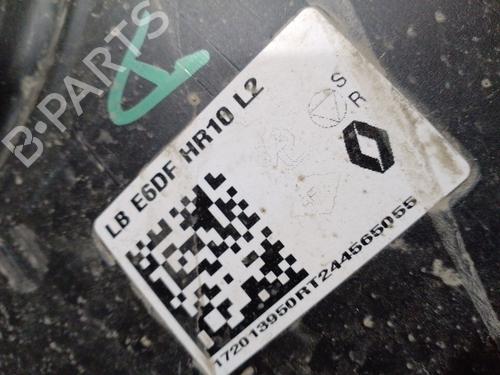 B-PARTS
LB E6DF HR10 L2
S
R
172013950RT244565055